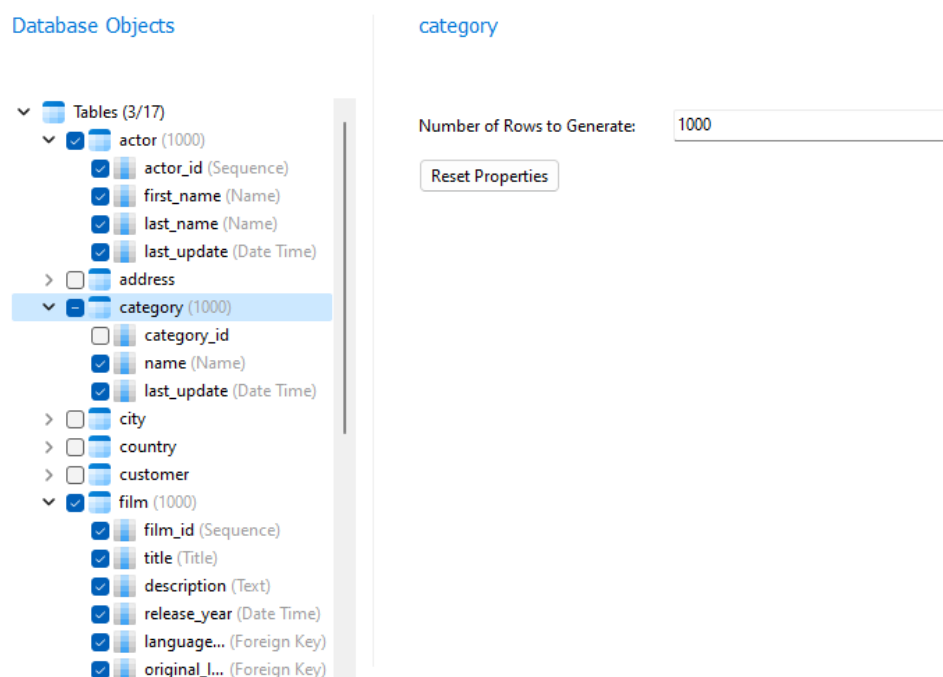 Database Objects
category
Tables (3/17)
actor (1000)
actor_id (Sequence)
first_name (Name)
last_name (Name)
last_update (Date Time)
address
category (1000)
category_id
name (Name)
last_update (Date Time)
city
country
customer
film (1000)
film_id (Sequence)
title (Title)
description (Text)
release_year (Date Time)
language... (Foreign Key)
original_l... (Foreign Key)
Number of Rows to Generate: 1000
Reset Properties